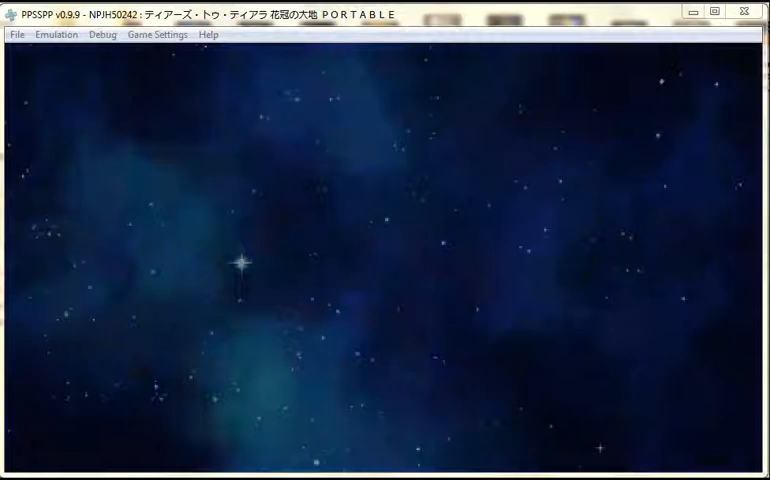 PPSSPP v0.9.9 - NPJH50242 : ティアーズ・トゥ・ティアラ 花冠の大地 ＰＯＲＴＡＢＬＥ
File Emulation Debug Game Settings Help